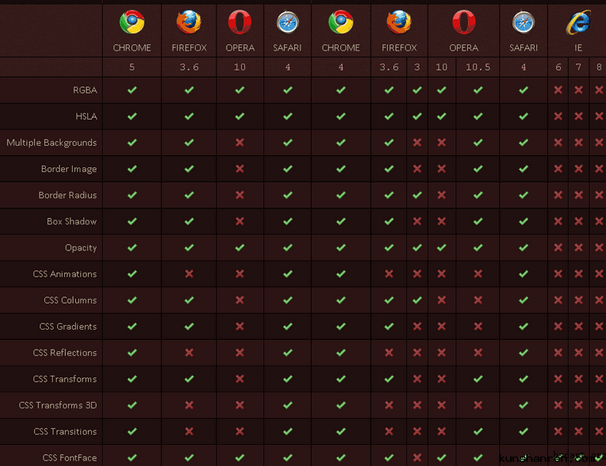 CHROME FIREFOX OPERA SAFARI CHROME FIREFOX OPERA SAFARI IE
5 3.6 10 4 4 3.6 3 10 10.5 4 6 7 8
RGBA
HSLA
Multiple Backgrounds
Border Image
Border Radius
Box Shadow
Opacity
CSS Animations
CSS Columns
CSS Gradients
CSS Reflections
CSS Transforms
CSS Transforms 3D
CSS Transitions
CSS FontFace